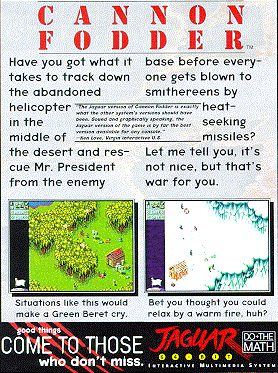 CANNON
FODDER™
Have you got what it
takes to track down
the abandoned
helicopter
in the
middle of
the desert and res-
cue Mr. President
from the enemy
base before every-
one gets blown to
smithereens by
heat-
seeking
missiles?
Let me tell you, it's
not nice, but that's
war for you.
"The Jaguar version of Cannon Fodder is exactly
what the other system's versions should have
been. Sound and graphically speaking, the
Jaguar version of the game is by far the best
version available for any console."
—Ken Love, Virgin Interactive U.S.
Situations like this would
make a Green Beret cry.
Bet you thought you could
relax by a warm fire, huh?
good things
COME TO THOSE
who don't miss.
JAGUAR
64-BIT
INTERACTIVE MULTIMEDIA SYSTEM
DO•THE
MATH